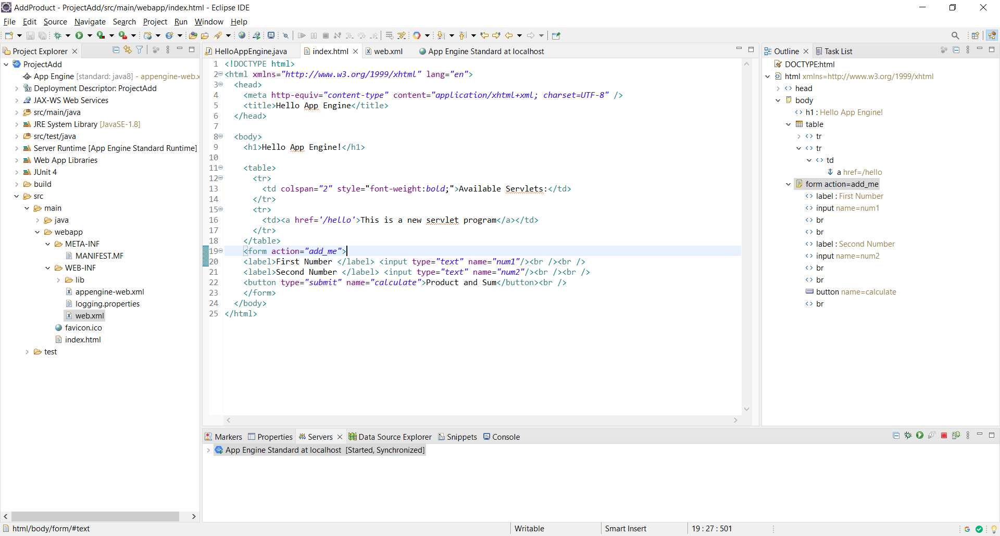 AddProduct - ProjectAdd/src/main/webapp/index.html - Eclipse IDE
File Edit Source Navigate Search Project Run Window Help
Project Explorer
ProjectAdd
App Engine [standard: java8] - appengine-web.x
Deployment Descriptor: ProjectAdd
JAX-WS Web Services
src/main/java
JRE System Library [JavaSE-1.8]
src/test/java
Server Runtime [App Engine Standard Runtime]
Web App Libraries
JUnit 4
build
src
main
java
webapp
META-INF
MANIFEST.MF
WEB-INF
lib
appengine-web.xml
logging.properties
web.xml
favicon.ico
index.html
test
HelloAppEngine.java index.html web.xml App Engine Standard at localhost
1 <!DOCTYPE html>
2 <html xmlns="http://www.w3.org/1999/xhtml" lang="en">
3 <head>
4 <meta http-equiv="content-type" content="application/xhtml+xml; charset=UTF-8" />
5 <title>Hello App Engine</title>
6 </head>
7
8 <body>
9 <h1>Hello App Engine!</h1>
10
11 <table>
12 <tr>
13 <td colspan="2" style="font-weight:bold;">Available Servlets:</td>
14 </tr>
15 <tr>
16 <td><a href='/hello'>This is a new servlet program</a></td>
17 </tr>
18 </table>
19 <form action="add_me">
20 <label>First Number </label> <input type="text" name="num1"/><br /><br />
21 <label>Second Number </label> <input type="text" name="num2"/><br /><br />
22 <button type="submit" name="calculate">Product and Sum</button><br />
23 </form>
24 </body>
25 </html>
Outline Task List
DOCTYPE:html
html xmlns=http://www.w3.org/1999/xhtml
head
body
h1 : Hello App Engine!
table
tr
tr
td
a href=/hello
form action=add_me
label : First Number
input name=num1
br
br
label : Second Number
input name=num2
br
br
button name=calculate
br
Markers Properties Servers Data Source Explorer Snippets Console
App Engine Standard at localhost [Started, Synchronized]
html/body/form/#text Writable Smart Insert 19 : 27 : 501